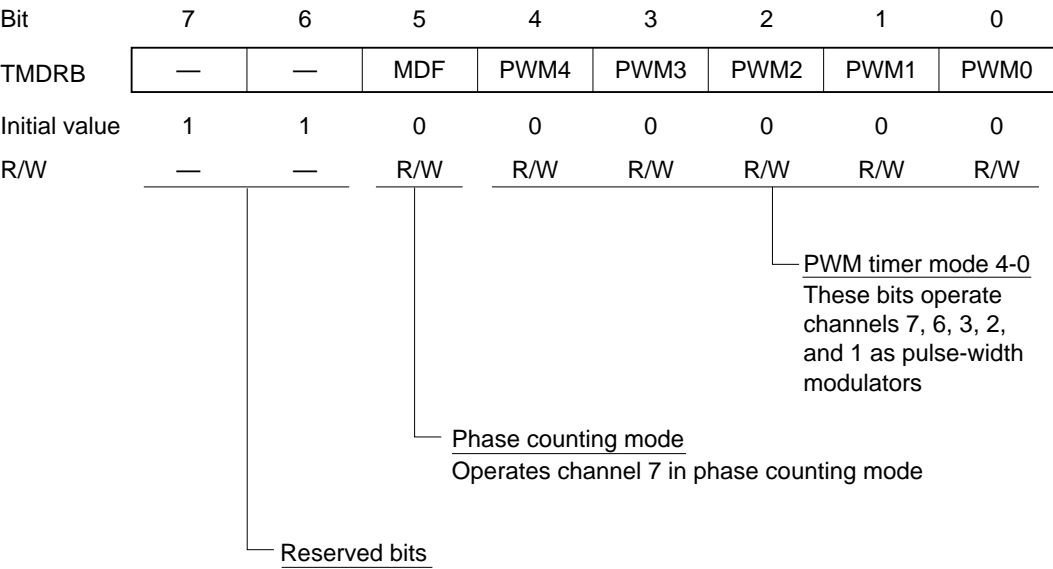 Bit 7 6 5 4 3 2 1 0
TMDRB — — MDF PWM4 PWM3 PWM2 PWM1 PWM0
Initial value 1 1 0 0 0 0 0 0
R/W — — R/W R/W R/W R/W R/W R/W
PWM timer mode 4-0
These bits operate
channels 7, 6, 3, 2,
and 1 as pulse-width
modulators
Phase counting mode
Operates channel 7 in phase counting mode
Reserved bits